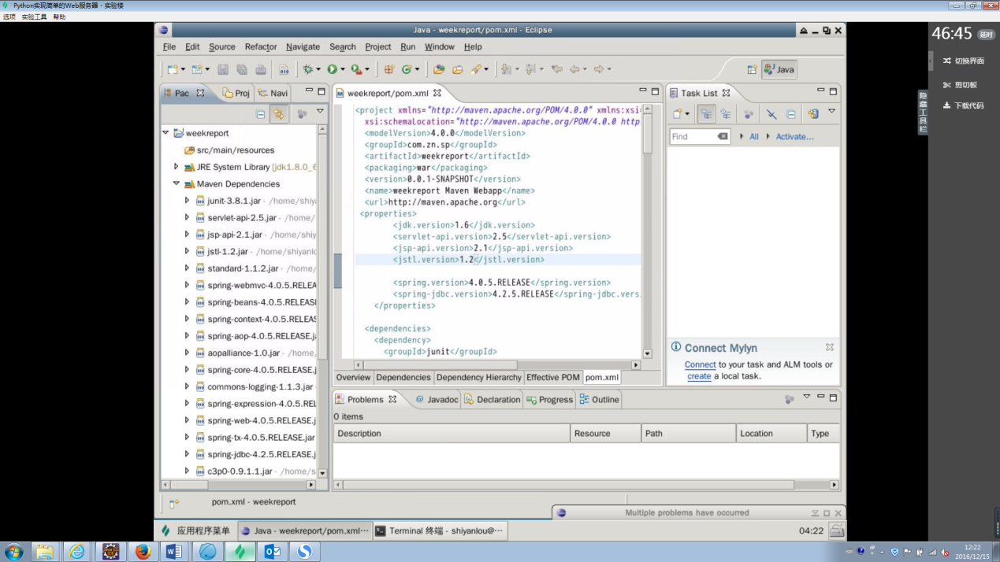 Python实现简单的Web服务器 - 实验楼
选项 实验工具 帮助
Java - weekreport/pom.xml - Eclipse
File Edit Source Refactor Navigate Search Project Run Window Help
Java
Pac Proj Navi
weekreport/pom.xml
Task List
weekreport
src/main/resources
JRE System Library [jdk1.8.0_6
Maven Dependencies
junit-3.8.1.jar - /home/shiya
servlet-api-2.5.jar - /home/
jsp-api-2.1.jar - /home/shiy
jstl-1.2.jar - /home/shiyanlo
standard-1.1.2.jar - /home/
spring-webmvc-4.0.5.RELEA
spring-beans-4.0.5.RELEASE
spring-context-4.0.5.RELEAS
spring-aop-4.0.5.RELEASE.ja
aopalliance-1.0.jar - /home/
spring-core-4.0.5.RELEASE.j
commons-logging-1.1.3.jar -
spring-expression-4.0.5.REL
spring-web-4.0.5.RELEASE.j
spring-tx-4.0.5.RELEASE.jar
spring-jdbc-4.2.5.RELEASE.j
c3p0-0.9.1.1.jar - /home/s
<project xmlns="http://maven.apache.org/POM/4.0.0" xmlns:xsi=
xsi:schemaLocation="http://maven.apache.org/POM/4.0.0 http
<modelVersion>4.0.0</modelVersion>
<groupId>com.zn.sp</groupId>
<artifactId>weekreport</artifactId>
<packaging>war</packaging>
<version>0.0.1-SNAPSHOT</version>
<name>weekreport Maven Webapp</name>
<url>http://maven.apache.org</url>
<properties>
<jdk.version>1.6</jdk.version>
<servlet-api.version>2.5</servlet-api.version>
<jsp-api.version>2.1</jsp-api.version>
<jstl.version>1.2</jstl.version>
<spring.version>4.0.5.RELEASE</spring.version>
<spring-jdbc.version>4.2.5.RELEASE</spring-jdbc.vers
</properties>
<dependencies>
<dependency>
<groupId>junit</groupId>
Overview Dependencies Dependency Hierarchy Effective POM pom.xml
Find All Activate...
Connect Mylyn
Connect to your task and ALM tools or
create a local task.
Problems Javadoc Declaration Progress Outline
0 items
Description Resource Path Location Type
pom.xml - weekreport
Multiple problems have occurred
应用程序菜单 Java - weekreport/pom.xml··· Terminal 终端 - shiyanlou@··· 04:22
46:45 延时
切换界面
剪切板
下载代码
隐藏工具栏
12:22
2016/12/15